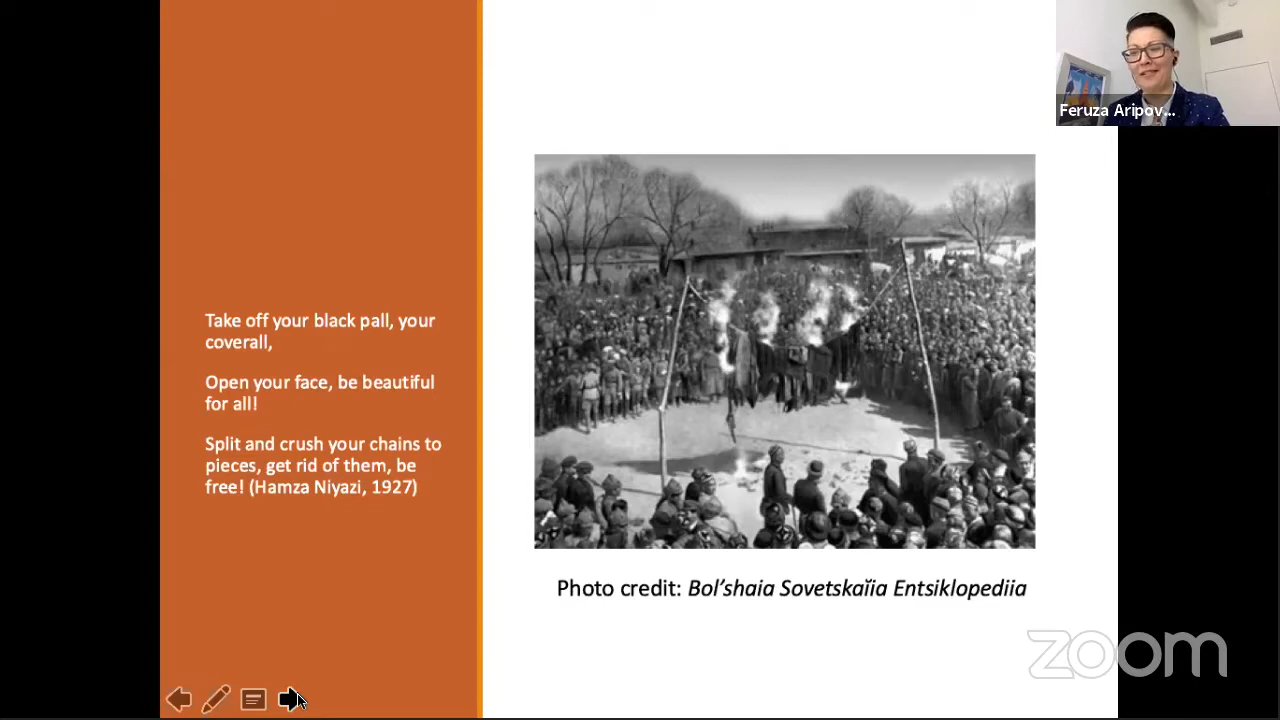 Feruza Aripov...
Take off your black pall, your
coverall,
Open your face, be beautiful
for all!
Split and crush your chains to
pieces, get rid of them, be
free! (Hamza Niyazi, 1927)
Photo credit: Bol’shaia Sovetskaı̆ia Entsiklopediia
zoom